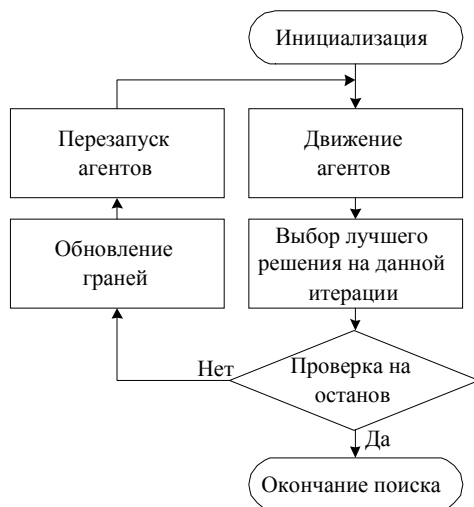 Инициализация
Перезапуск
агентов
Движение
агентов
Обновление
граней
Выбор лучшего
решения на данной
итерации
Нет
Проверка на
останов
Да
Окончание поиска